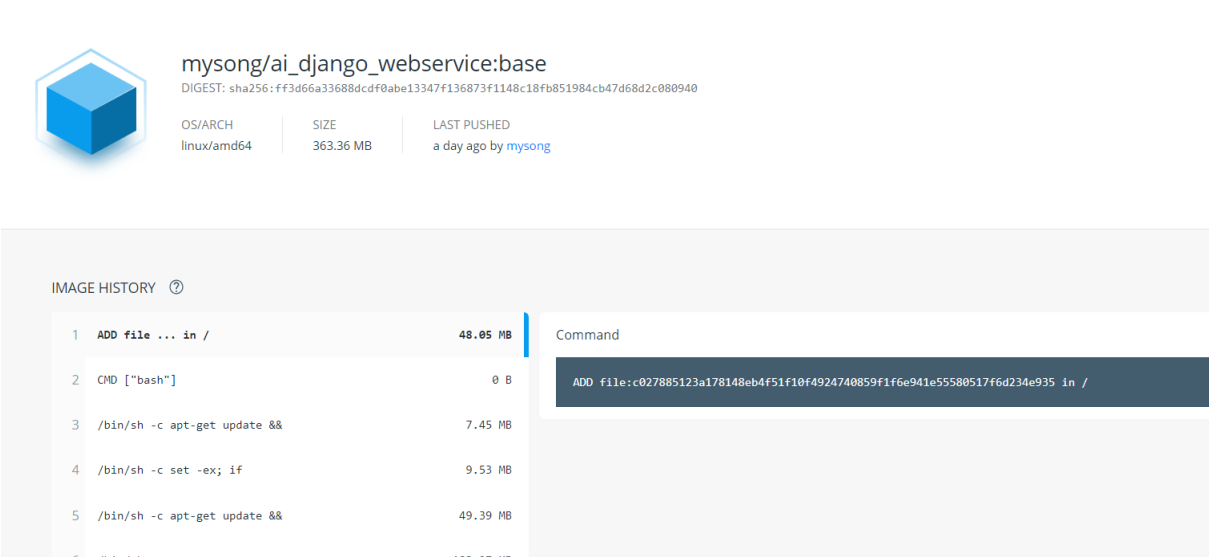 mysong/ai_django_webservice:base
DIGEST: sha256:ff3d66a33688dcdf0abe13347f136873f1148c18fb851984cb47d68d2c080940
OS/ARCH SIZE LAST PUSHED
linux/amd64 363.36 MB a day ago by mysong
IMAGE HISTORY ?
1 ADD file ... in / 48.05 MB Command
2 CMD ["bash"] 0 B ADD file:c027885123a178148eb4f51f10f4924740859f1f6e941e55580517f6d234e935 in /
3 /bin/sh -c apt-get update && 7.45 MB
4 /bin/sh -c set -ex; if 9.53 MB
5 /bin/sh -c apt-get update && 49.39 MB